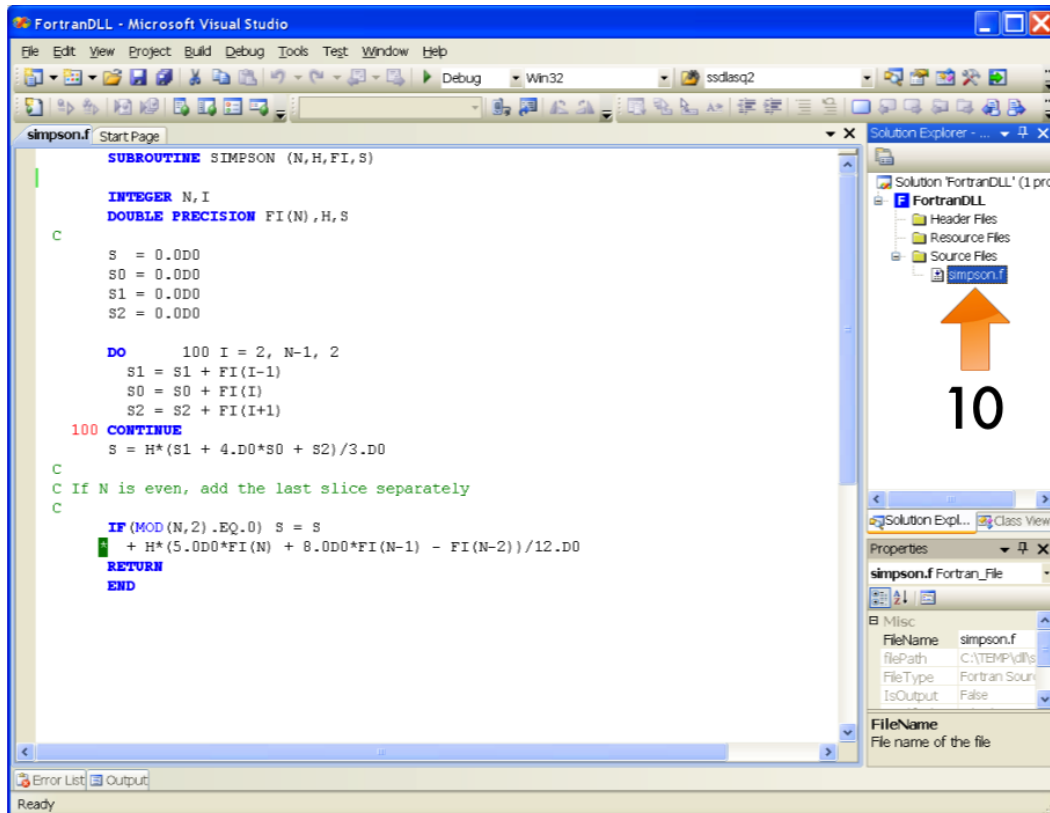 FortranDLL - Microsoft Visual Studio
File Edit View Project Build Debug Tools Test Window Help
Debug Win32 ssdlasq2
simpson.f Start Page
SUBROUTINE SIMPSON (N,H,FI,S)
INTEGER N,I
DOUBLE PRECISION FI(N),H,S
C
S = 0.0D0
S0 = 0.0D0
S1 = 0.0D0
S2 = 0.0D0
DO 100 I = 2, N-1, 2
S1 = S1 + FI(I-1)
S0 = S0 + FI(I)
S2 = S2 + FI(I+1)
100 CONTINUE
S = H*(S1 + 4.D0*S0 + S2)/3.D0
C
C If N is even, add the last slice separately
C
IF(MOD(N,2).EQ.0) S = S
* + H*(5.0D0*FI(N) + 8.0D0*FI(N-1) - FI(N-2))/12.D0
RETURN
END
Solution Explorer - ...
Solution 'FortranDLL' (1 pro
FortranDLL
Header Files
Resource Files
Source Files
simpson.f
10
Solution Expl... Class View
Properties
simpson.f Fortran_File
Misc
FileName simpson.f
filePath C:\TEMP\dll\s
FileType Fortran Sour
IsOutput False
FileName
File name of the file
Error List Output
Ready